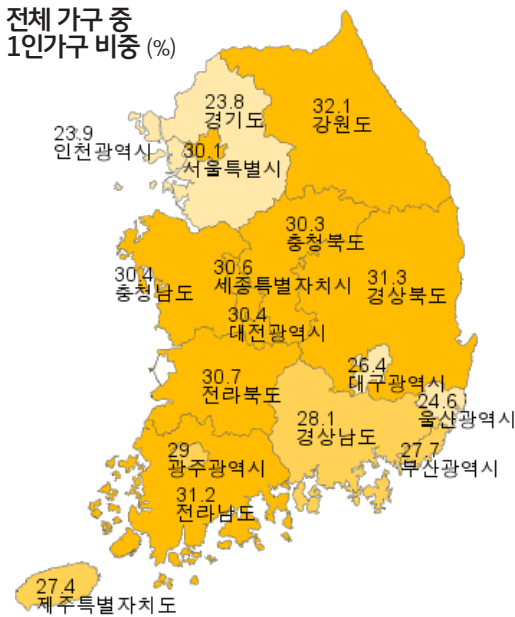 전체 가구 중
1인가구 비중 (%)
23.8
경기도
32.1
강원도
23.9
인천광역시
30.1
서울특별시
30.3
충청북도
30.4
충청남도
30.6
세종특별자치시
31.3
경상북도
30.4
대전광역시
26.4
대구광역시
30.7
전라북도
24.6
울산광역시
28.1
경상남도
27.7
부산광역시
29
광주광역시
31.2
전라남도
27.4
제주특별자치도